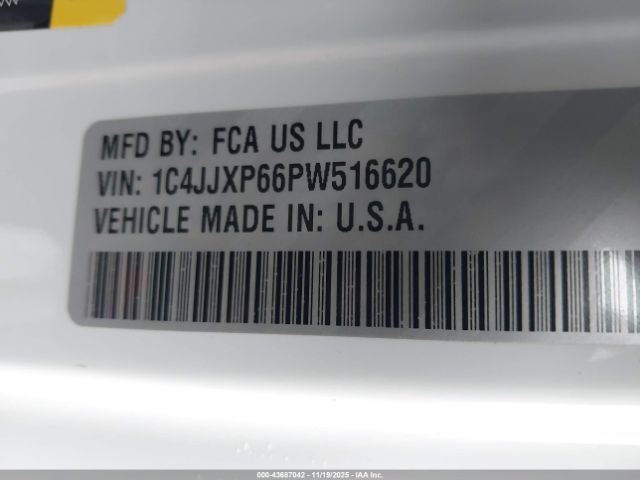 MFD BY: FCA US LLC
VIN: 1C4JJXP66PW516620
VEHICLE MADE IN: U.S.A.
000-43687042 - 11/19/2025 - IAA Inc.